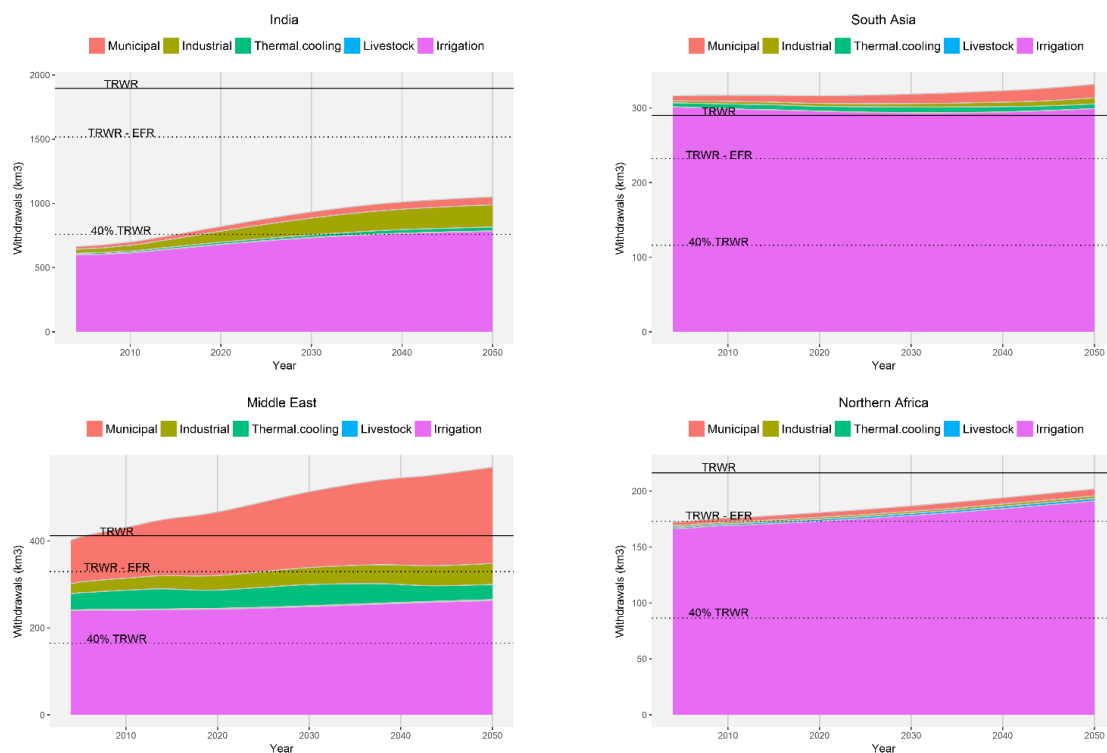 India
Municipal Industrial Thermal.cooling Livestock Irrigation
2000
1500
1000
500
0
Withdrawals (km3)
TRWR
TRWR - EFR
40% TRWR
2010 2020 2030 2040 2050
Year
South Asia
Municipal Industrial Thermal.cooling Livestock Irrigation
300
200
100
0
Withdrawals (km3)
TRWR
TRWR - EFR
40% TRWR
2010 2020 2030 2040 2050
Year
Middle East
Municipal Industrial Thermal.cooling Livestock Irrigation
400
200
0
Withdrawals (km3)
TRWR
TRWR - EFR
40% TRWR
2010 2020 2030 2040 2050
Year
Northern Africa
Municipal Industrial Thermal.cooling Livestock Irrigation
200
150
100
50
0
Withdrawals (km3)
TRWR
TRWR - EFR
40% TRWR
2010 2020 2030 2040 2050
Year